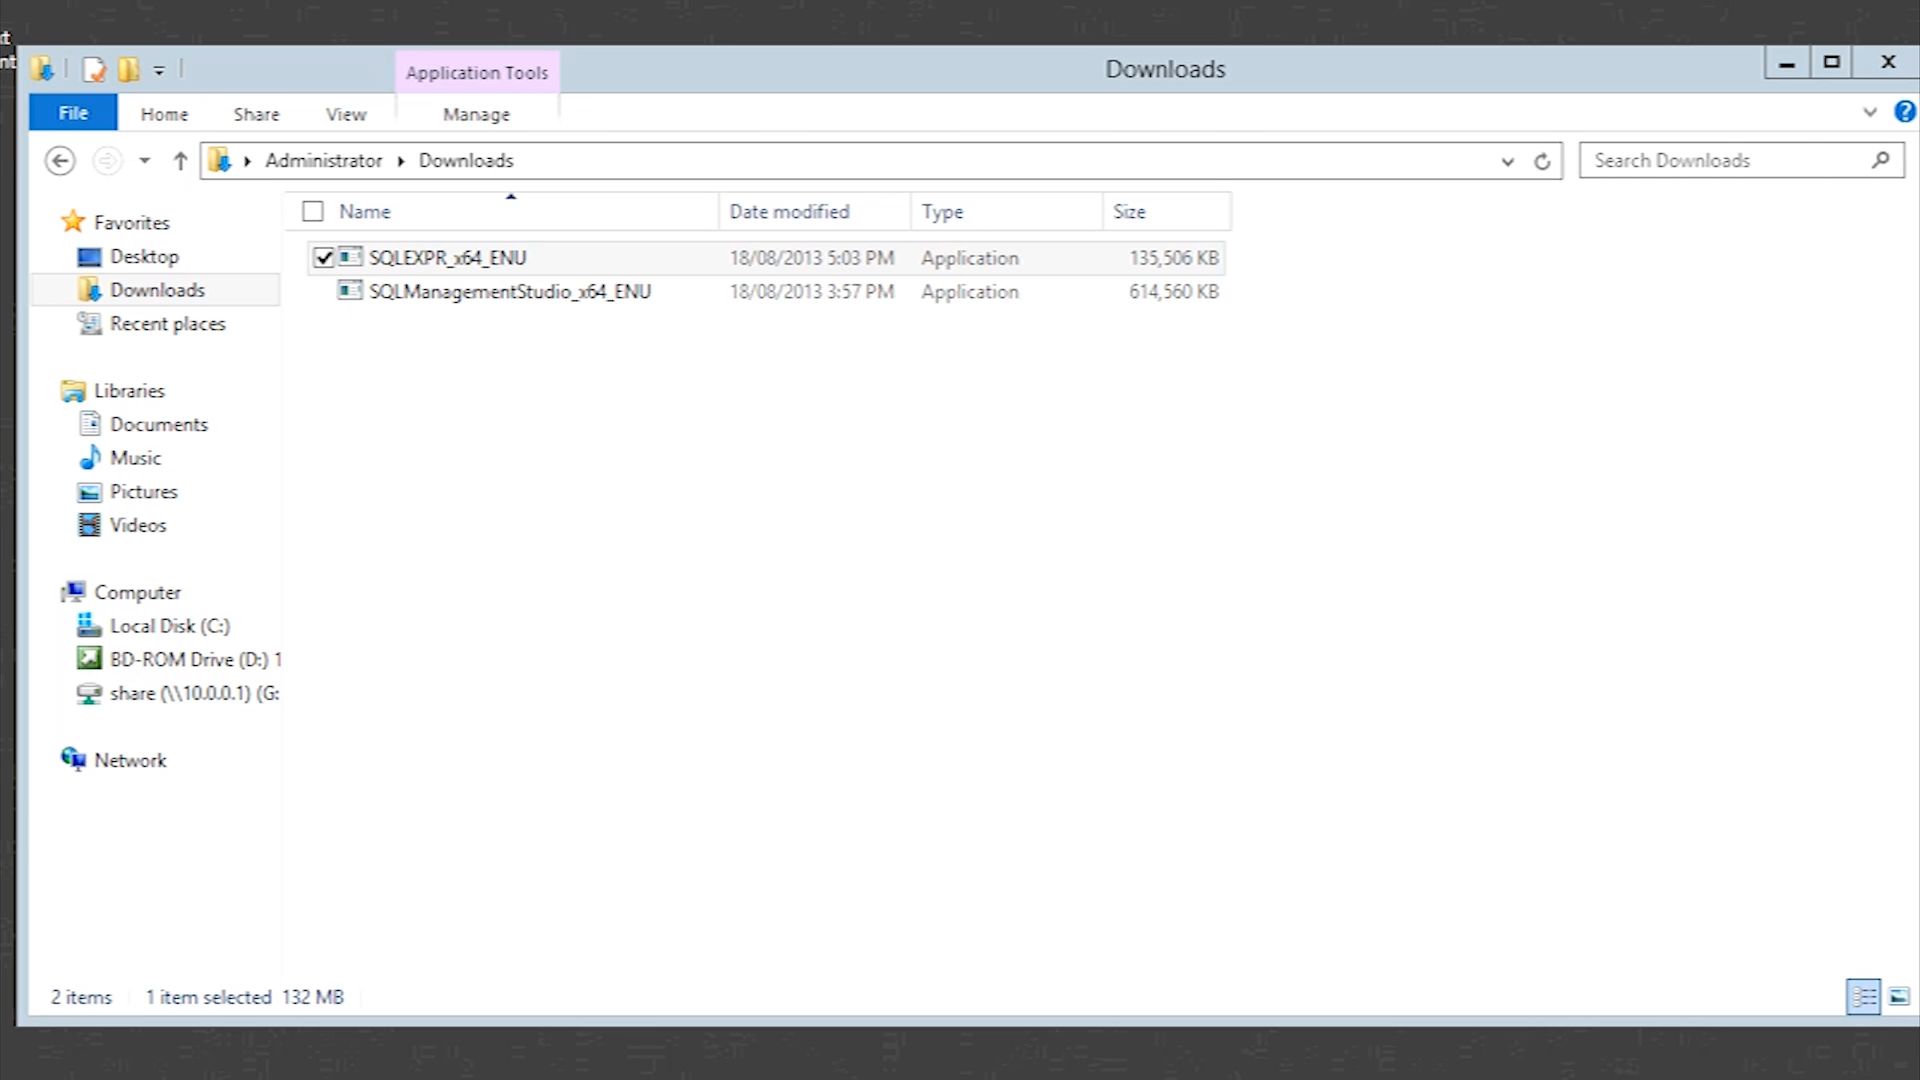 Application Tools
Downloads
File
Home
Share
View
Manage
Administrator
Downloads
Search Downloads
Name
Date modified
Type
Size
Favorites
SQLEXPR_x64_ENU
18/08/2013 5:03 PM
Application
135,506 KB
Desktop
SQLManagementStudio_x64_ENU
18/08/2013 3:57 PM
Application
614,560 KB
Downloads
Recent places
Libraries
Documents
Music
Pictures
Videos
Computer
Local Disk (C:)
BD-ROM Drive (D:) 1
share (\\10.0.0.1) (G:
Network
2 items
1 item selected 132 MB